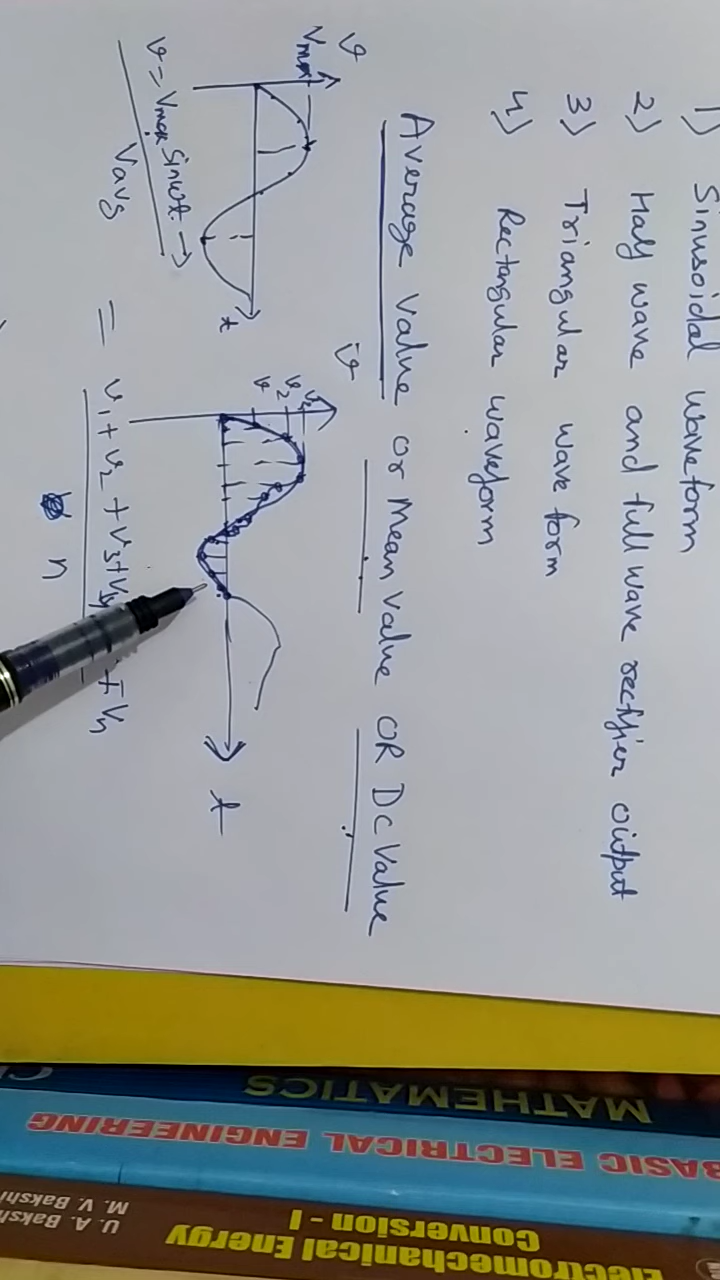 1) Sinusoidal waveform
2) Half wave and full wave rectifier output
3) Triangular wave form
4) Rectangular waveform
Average value or Mean value OR DC Value
v
Vmax
t
v = Vmax Sinωt →
v
v3
v2
v
t
Vavg = v1 + v2 + v3 + v4 + vn
n
MATHEMATICS
BASIC ELECTRICAL ENGINEERING
Electromechanical Energy
Conversion - I
U. A. Bakshi
M. V. Bakshi